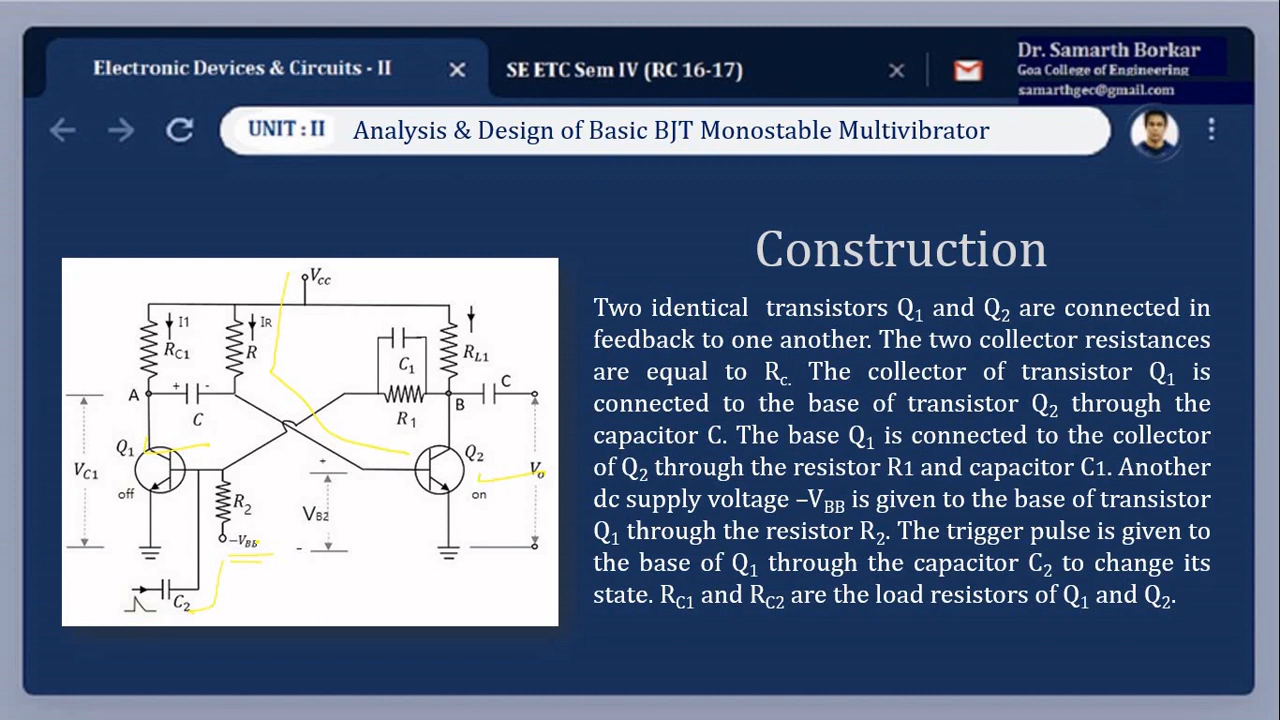 Electronic Devices & Circuits - II
SE ETC Sem IV (RC 16-17)
Dr. Samarth Borkar
Goa College of Engineering
samarthgec@gmail.com
UNIT : II
Analysis & Design of Basic BJT Monostable Multivibrator
Construction
Two identical transistors Q1 and Q2 are connected in
feedback to one another. The two collector resistances
are equal to Rc. The collector of transistor Q1 is
connected to the base of transistor Q2 through the
capacitor C. The base Q1 is connected to the collector
of Q2 through the resistor R1 and capacitor C1. Another
dc supply voltage –VBB is given to the base of transistor
Q1 through the resistor R2. The trigger pulse is given to
the base of Q1 through the capacitor C2 to change its
state. RC1 and RC2 are the load resistors of Q1 and Q2.
Vcc
I1
IR
RC1
R
C1
RL1
A
+
-
C
R1
B
C
Q1
Q2
VC1
off
R2
+
VB2
-
on
Vo
-VBB
C2